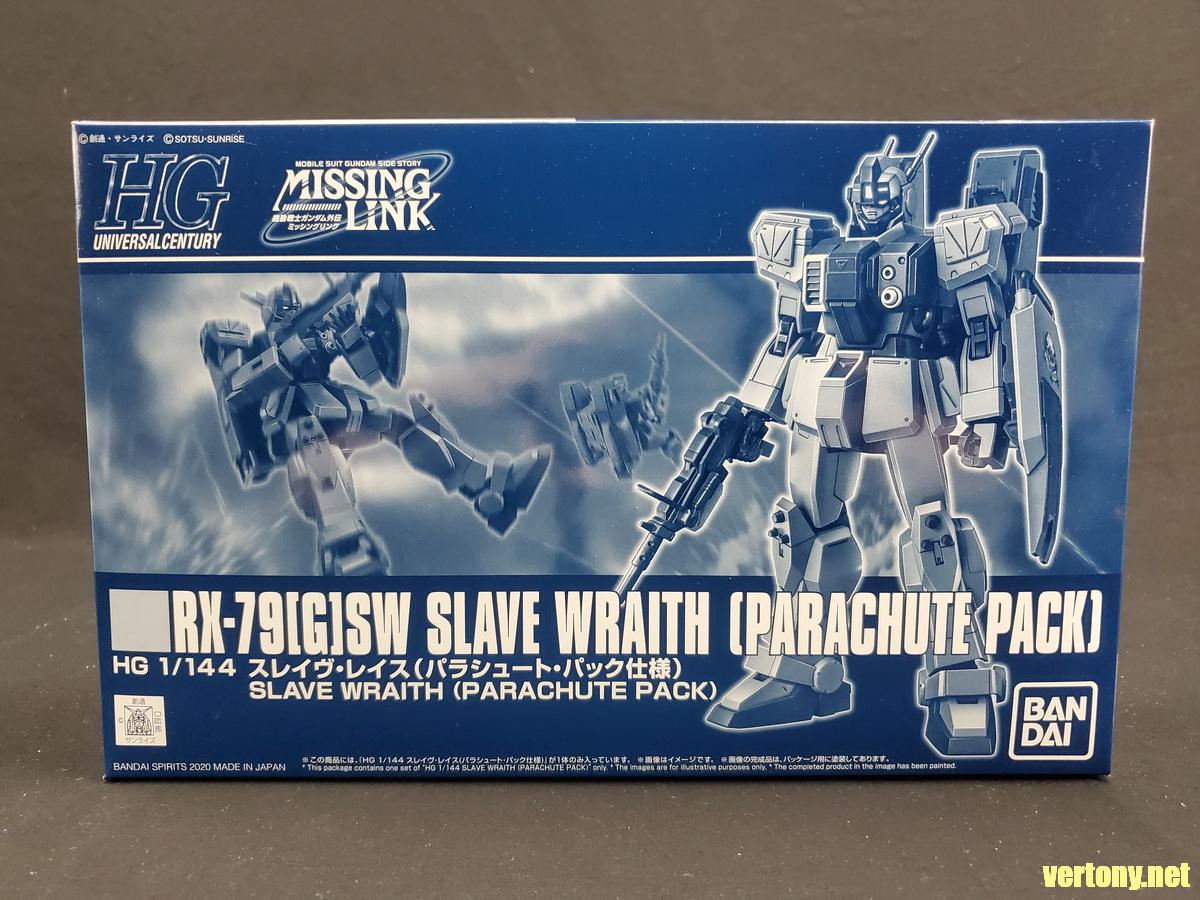 ©創通・サンライズ ©SOTSU・SUNRISE
HG
UNIVERSAL CENTURY
MOBILE SUIT GUNDAM SIDE STORY
MISSING
LINK
機動戦士ガンダム外伝
ミッシングリンク
RX-79[G]SW SLAVE WRAITH (PARACHUTE PACK)
HG 1/144 スレイヴ・レイス(パラシュート・パック仕様)
SLAVE WRAITH (PARACHUTE PACK)
創通
サンライズ
BAN
DAI
BANDAI SPIRITS 2020 MADE IN JAPAN
※この商品には、「HG 1/144 スレイヴ・レイス(パラシュート・パック仕様)」が1体のみ入っています。 ※画像はイメージです。 ※画像の完成品は、パッケージ用に塗装してあります。
* This package contains one set of "HG 1/144 SLAVE WRAITH (PARACHUTE PACK)" only. * The images are for illustrative purposes only. * The completed product in the image has been painted.
vertony.net